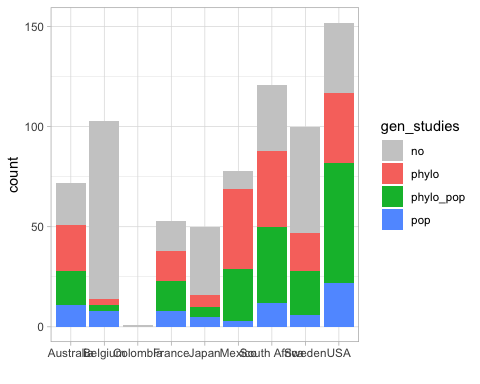 150
100
50
0
count
Australia Belgium Colombia France Japan Mexico South Africa Sweden USA
gen_studies
no
phylo
phylo_pop
pop